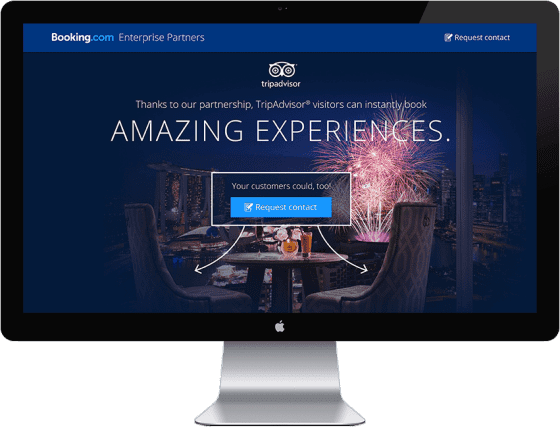 Booking.com Enterprise Partners
Request contact
tripadvisor
Thanks to our partnership, TripAdvisor® visitors can instantly book
AMAZING EXPERIENCES.
Your customers could, too!
Request contact